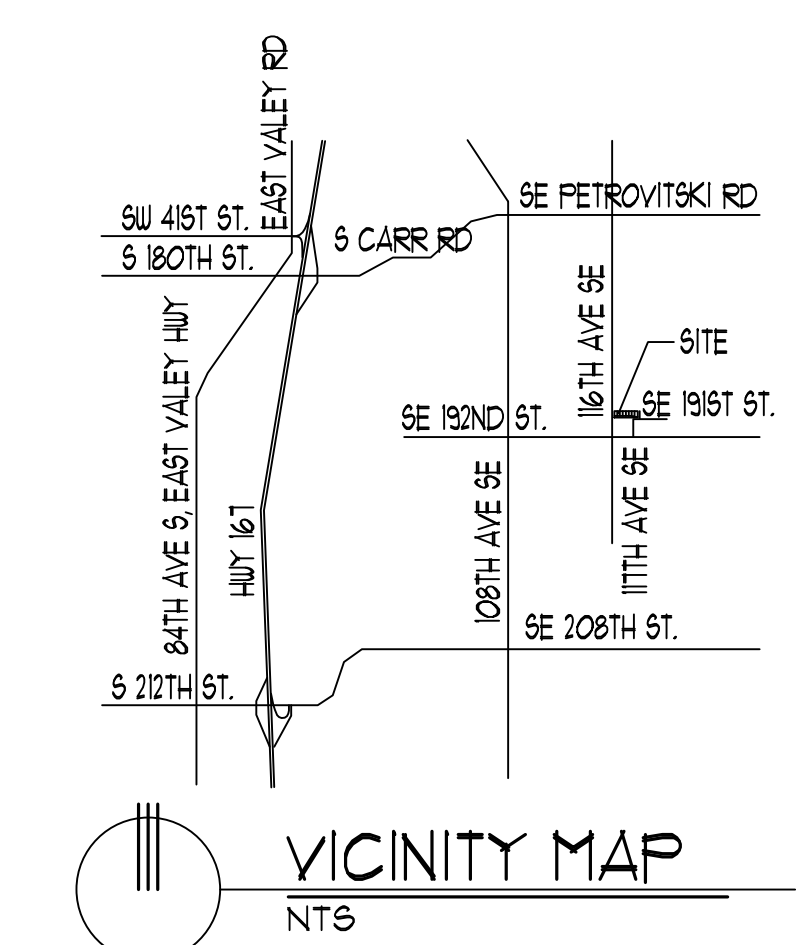 EAST VALEY RD
SW 41ST ST.
S 180TH ST.
S CARR RD
SE PETROVITSKI RD
116TH AVE SE
SITE
SE 191ST ST.
SE 192ND ST.
84TH AVE S, EAST VALEY HWY
HWY 167
108TH AVE SE
117TH AVE SE
SE 208TH ST.
S 212TH ST.
VICINITY MAP
NTS